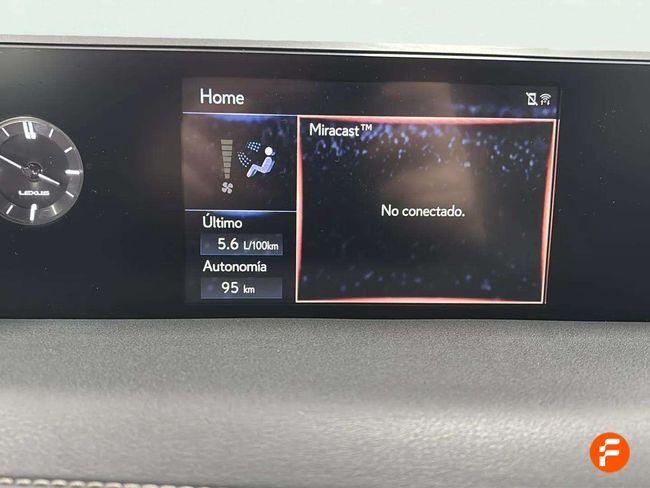 Home
Miracast™
No conectado.
LEXUS
Último
5.6 L/100km
Autonomía
95 km